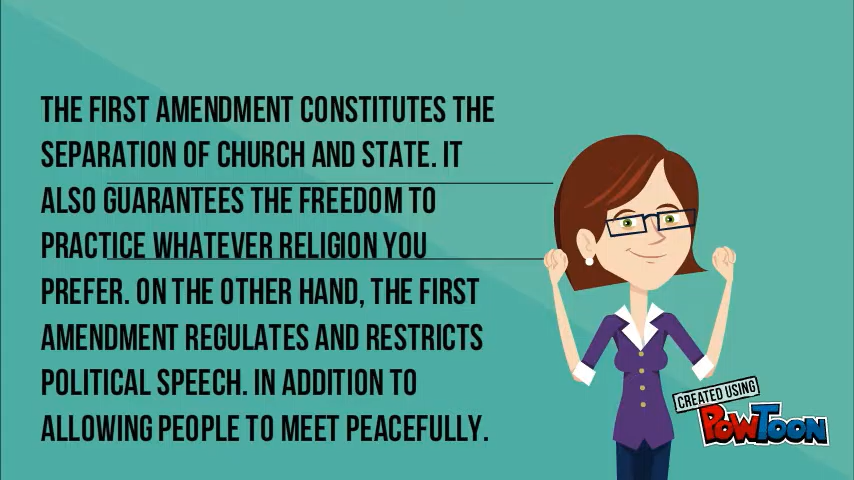 THE FIRST AMENDMENT CONSTITUTES THE
SEPARATION OF CHURCH AND STATE. IT
ALSO GUARANTEES THE FREEDOM TO
PRACTICE WHATEVER RELIGION YOU
PREFER. ON THE OTHER HAND, THE FIRST
AMENDMENT REGULATES AND RESTRICTS
POLITICAL SPEECH. IN ADDITION TO
ALLOWING PEOPLE TO MEET PEACEFULLY.
CREATED USING
POWTOON